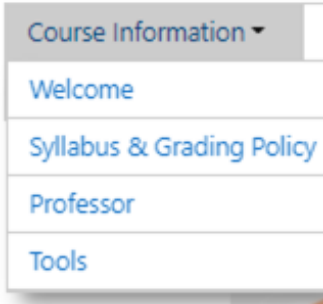 Course Information
Welcome
Syllabus & Grading Policy
Professor
Tools